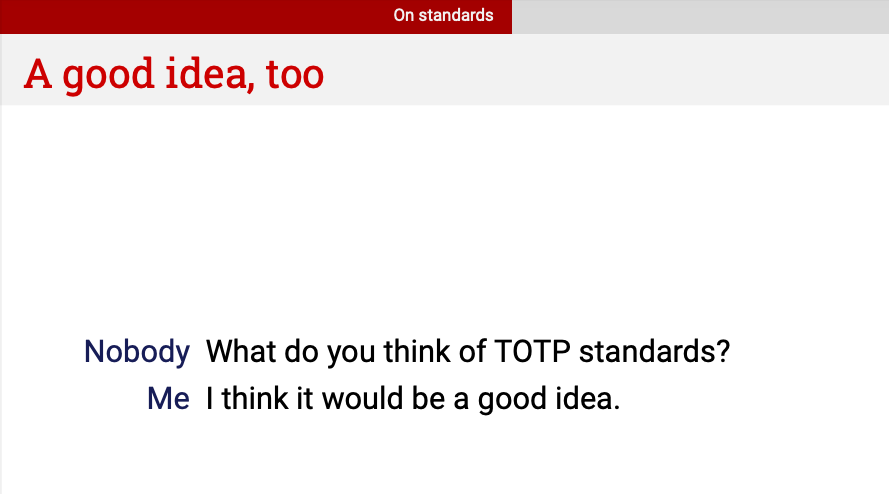 On standards
A good idea, too
Nobody What do you think of TOTP standards?
Me I think it would be a good idea.